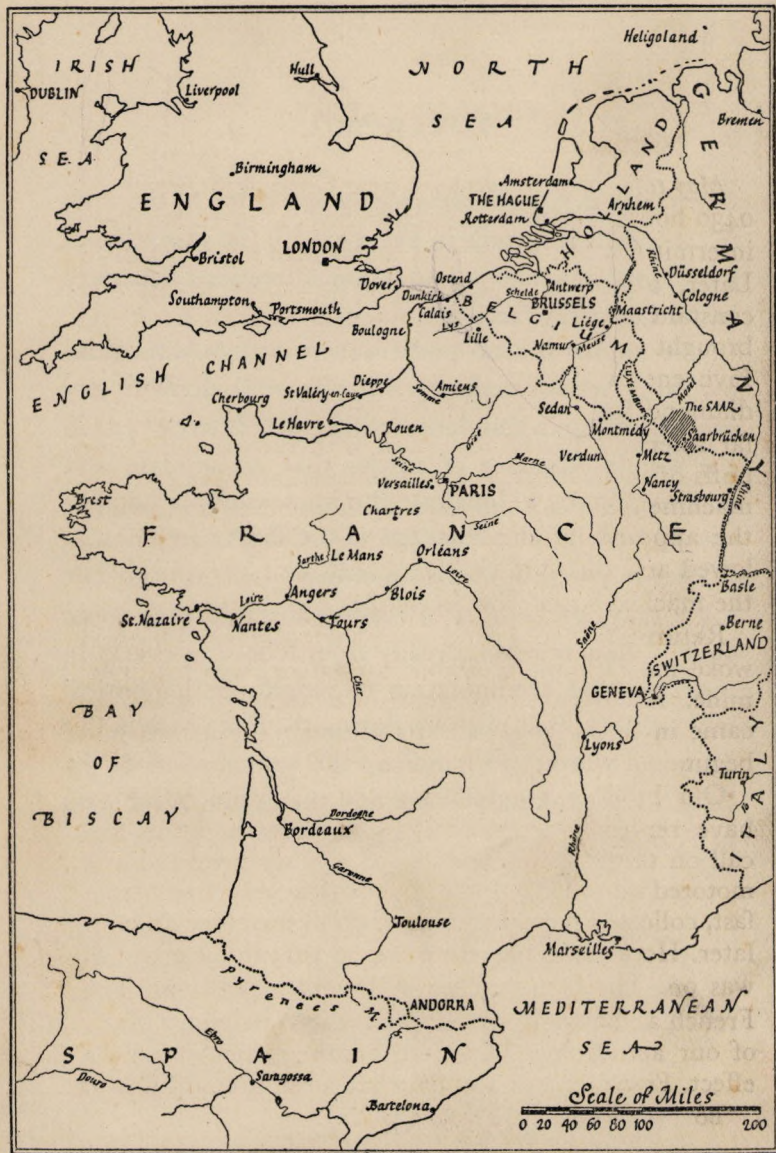 Heligoland
IRISH
NORTH
Hull
DUBLIN
Liverpool
GERMANY
Bremen
SEA
SEA
Birmingham
HOLLAND
Amsterdam
ENGLAND
THE HAGUE
Arnhem
Rotterdam
Bristol
LONDON
Rhine
Düsseldorf
Dover
Ostend
Scheldt
Antwerp
Cologne
Southampton
Portsmouth
Dunkirk
BELGIUM
BRUSSELS
Maastricht
Calais
Lys
Liége
Boulogne
Lille
Namur
Meuse
ENGLISH CHANNEL
Dieppe
Amiens
LUXEMBURG
Mosel
Cherbourg
St Valéry-en-Caux
Somme
Sedan
The SAAR
Le Havre
Rouen
Oise
Montmédy
Saarbrücken
Seine
Verdun
Metz
Marne
Versailles
PARIS
Nancy
Strasbourg
Rhine
Brest
Chartres
Seine
FRANCE
Sarthe
Le Mans
Orléans
Basle
Loire
Angers
Blois
Loire
St. Nazaire
Nantes
Tours
Saône
Berne
SWITZERLAND
Cher
GENEVA
BAY
Lyons
OF
ITALY
Turin
BISCAY
Dordogne
Bordeaux
Rhône
Garonne
Toulouse
Marseilles
Pyrenees Mts.
ANDORRA
MEDITERRANEAN
Ebro
SEA
SPAIN
Douro
Saragossa
Scale of Miles
Barcelona
0 20 40 60 80 100 200